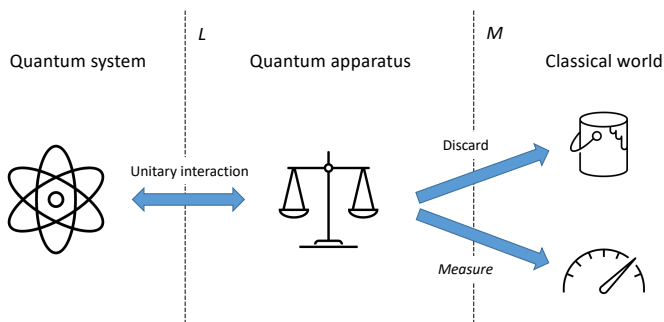 L
M
Quantum system
Quantum apparatus
Classical world
Unitary interaction
Discard
Measure